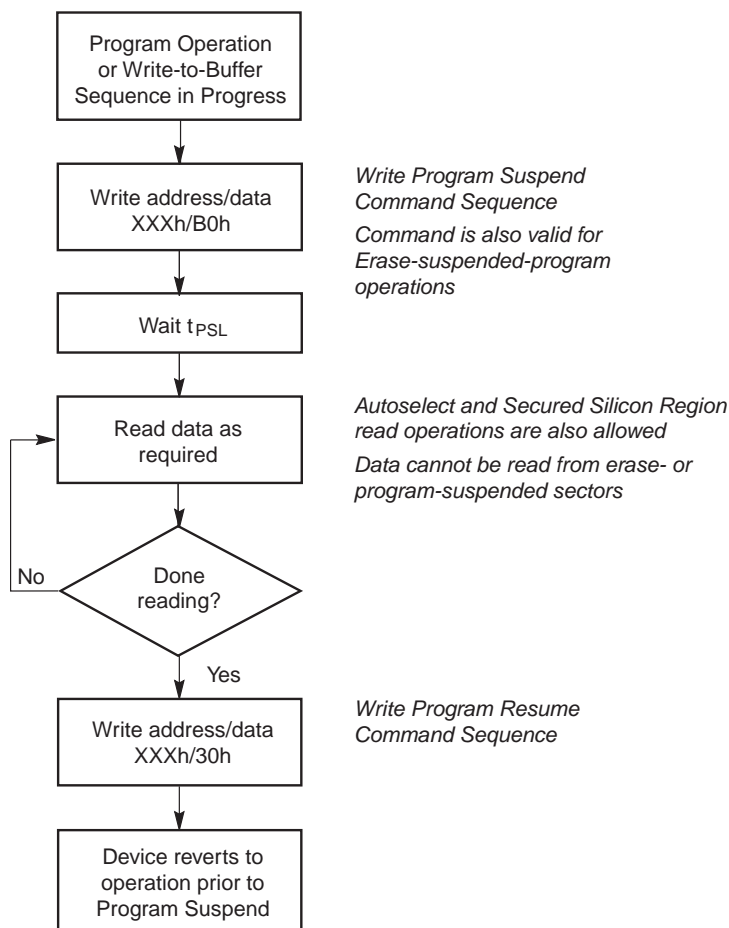 Program Operation
or Write-to-Buffer
Sequence in Progress
Write address/data
XXXh/B0h
Write Program Suspend
Command Sequence
Command is also valid for
Erase-suspended-program
operations
Wait tPSL
Read data as
required
Autoselect and Secured Silicon Region
read operations are also allowed
Data cannot be read from erase- or
program-suspended sectors
No
Done
reading?
Yes
Write address/data
XXXh/30h
Write Program Resume
Command Sequence
Device reverts to
operation prior to
Program Suspend